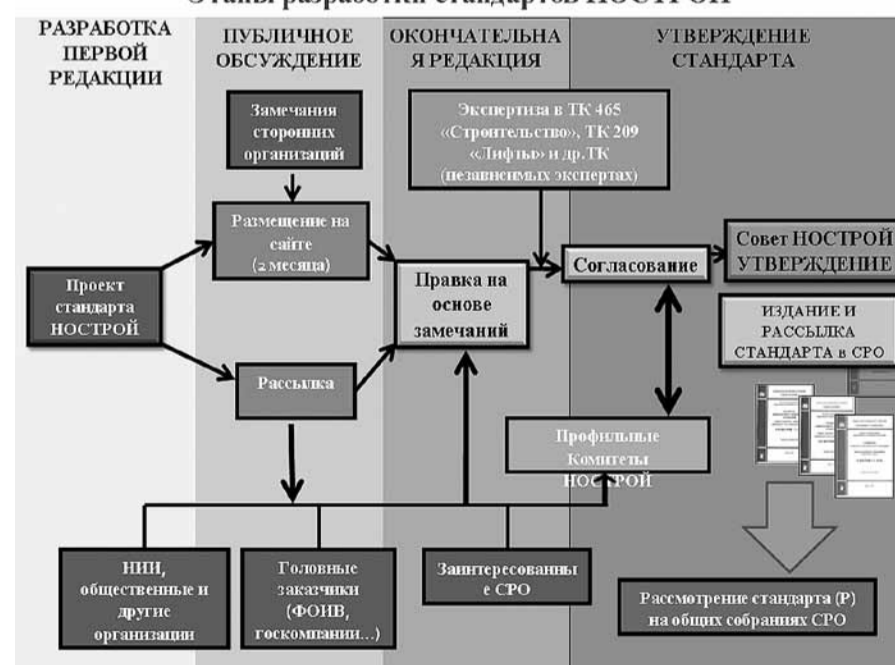 Этапы разработки стандартов НОСТРОЙ
РАЗРАБОТКА
ПЕРВОЙ
РЕДАКЦИИ
ПУБЛИЧНОЕ
ОБСУЖДЕНИЕ
ОКОНЧАТЕЛЬНА
Я РЕДАКЦИЯ
УТВЕРЖДЕНИЕ
СТАНДАРТА
Замечания
сторонних
организаций
Экспертиза в ТК 465
«Строительство», ТК 209
«Лифты» и др.ТК
(независимых экспертах)
Размещение на
сайте
(2 месяца)
Проект
стандарта
НОСТРОЙ
Правка на
основе
замечаний
Согласование
Совет НОСТРОЙ
УТВЕРЖДЕНИЕ
ИЗДАНИЕ И
РАССЫЛКА
СТАНДАРТА в СРО
Рассылка
Профильные
Комитеты
НОСТРОЙ
НИИ,
общественные и
другие
организации
Головные
заказчики
(ФОИВ,
госкомпании...)
Заинтересованны
е СРО
Рассмотрение стандарта (Р)
на общих собраниях СРО